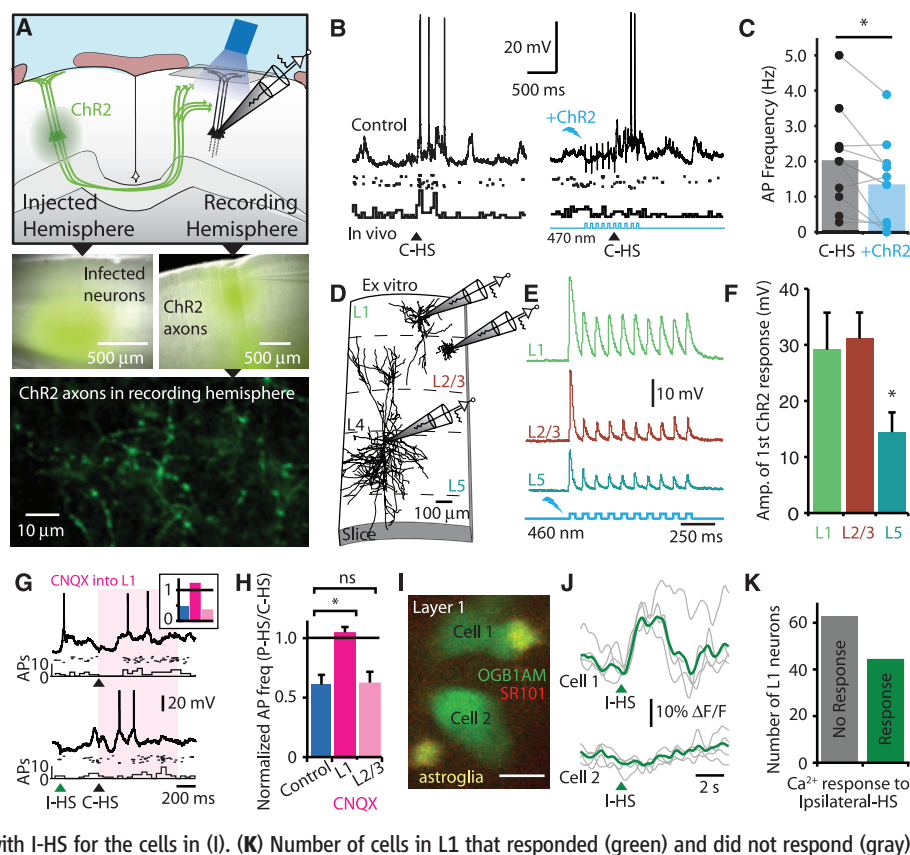 A
ChR2
Injected
Hemisphere
Recording
Hemisphere
Infected
neurons
500 µm
ChR2
axons
500 µm
ChR2 axons in recording hemisphere
10 µm
B
20 mV
500 ms
Control
+ChR2
In vivo
C-HS
470 nm
C-HS
C
*
AP Frequency (Hz)
5.0
4.0
3.0
2.0
1.0
0
C-HS
+ChR2
D
Ex vitro
L1
L2/3
L4
L5
100 µm
Slice
E
L1
10 mV
L2/3
L5
460 nm
250 ms
F
Amp. of 1st ChR2 response (mV)
40
30
20
10
0
*
L1
L2/3
L5
G
CNQX into L1
1
0
APs
10
0
20 mV
APs
10
0
I-HS
C-HS
200 ms
H
ns
*
Normalized AP freq (P-HS/C-HS)
1.0
0.5
0
Control
L1
L2/3
CNQX
I
Layer 1
Cell 1
OGB1AM
SR101
Cell 2
astroglia
J
Cell 1
I-HS
10% ΔF/F
Cell 2
I-HS
2 s
K
Number of L1 neurons
60
40
20
0
No Response
Response
Ca2+ response to
Ipsilateral-HS
with I-HS for the cells in (I). (K) Number of cells in L1 that responded (green) and did not respond (gray)